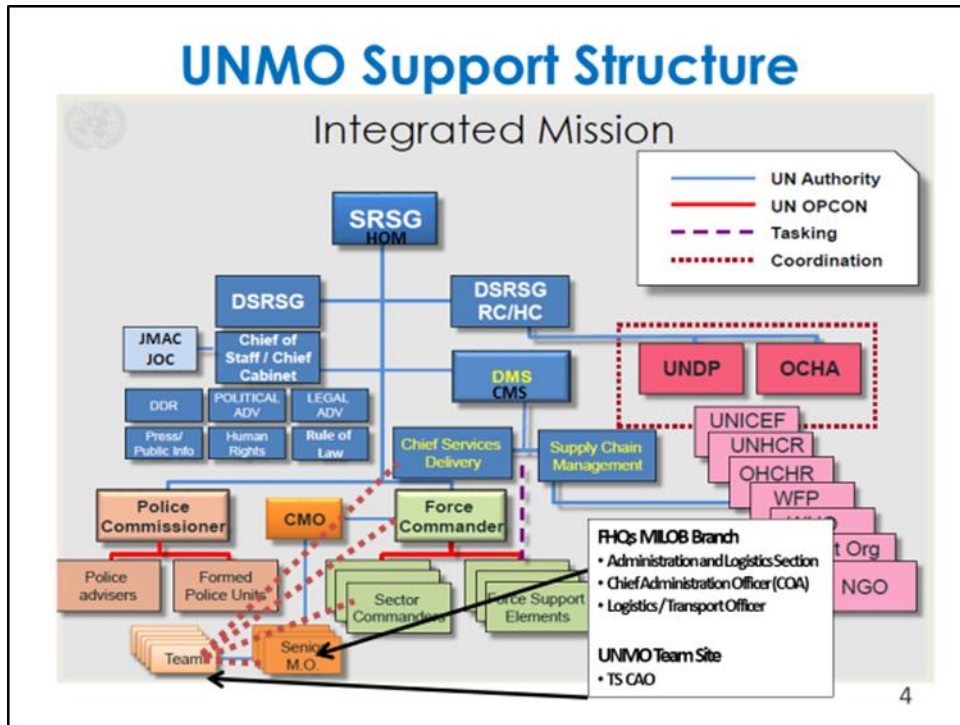 UNMO Support Structure
Integrated Mission
UN Authority
UN OPCON
Tasking
Coordination
SRSG
HOM
DSRSG
DSRSG
RC/HC
JMAC
JOC
Chief of
Staff / Chief
Cabinet
DMS
CMS
UNDP
OCHA
DDR
POLITICAL
ADV
LEGAL
ADV
Press/
Public Info
Human
Rights
Rule of
Law
Chief Services
Delivery
Supply Chain
Management
UNICEF
UNHCR
OHCHR
WFP
t Org
NGO
Police
Commissioner
CMO
Force
Commander
Police
advisers
Formed
Police Units
Sector
Commanders
Force Support
Elements
Team
Senior
M.O.
FHQs MILOB Branch
• Administration and Logistics Section
• Chief Administration Officer (COA)
• Logistics / Transport Officer
UNMO Team Site
• TS CAO
4